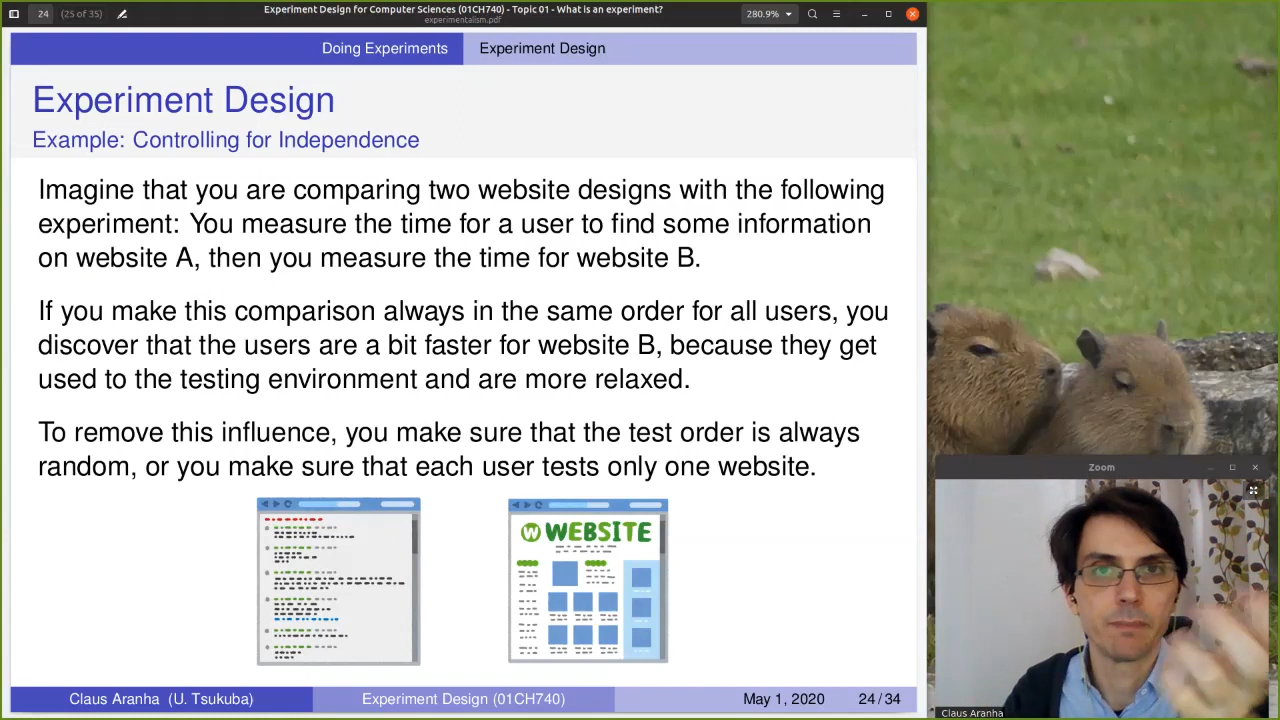 24
(25 of 35)
Experiment Design for Computer Sciences (01CH740) - Topic 01 - What is an experiment?
experimentalism.pdf
280.9%
Doing Experiments
Experiment Design
Experiment Design
Example: Controlling for Independence
Imagine that you are comparing two website designs with the following
experiment: You measure the time for a user to find some information
on website A, then you measure the time for website B.
If you make this comparison always in the same order for all users, you
discover that the users are a bit faster for website B, because they get
used to the testing environment and are more relaxed.
To remove this influence, you make sure that the test order is always
random, or you make sure that each user tests only one website.
W WEBSITE
Zoom
Claus Aranha (U. Tsukuba)
Experiment Design (01CH740)
May 1, 2020
24 / 34
Claus Aranha